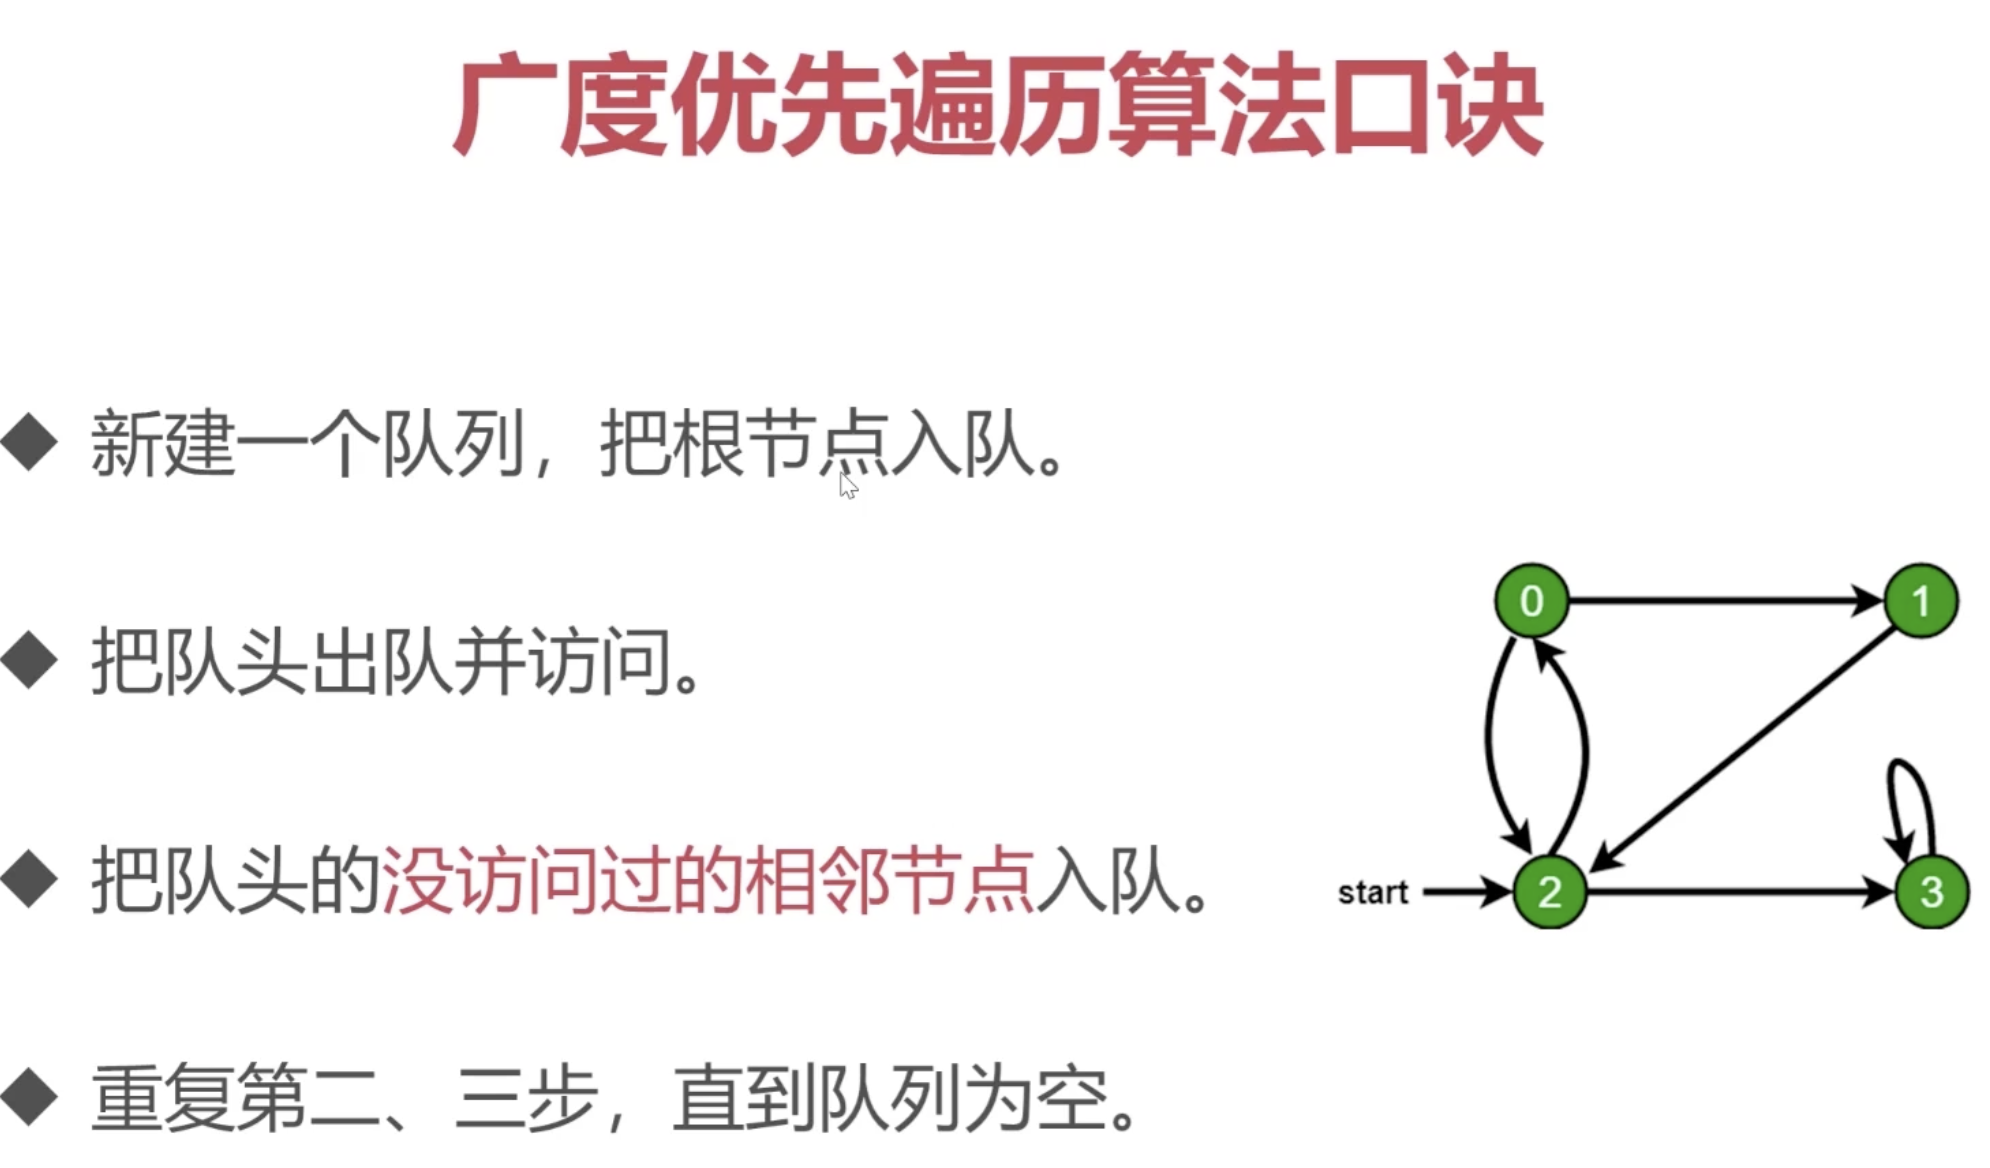 广度优先遍历算法口诀
新建一个队列，把根节点入队。
把队头出队并访问。
把队头的没访问过的相邻节点入队。
重复第二、三步，直到队列为空。
0
1
start
2
3